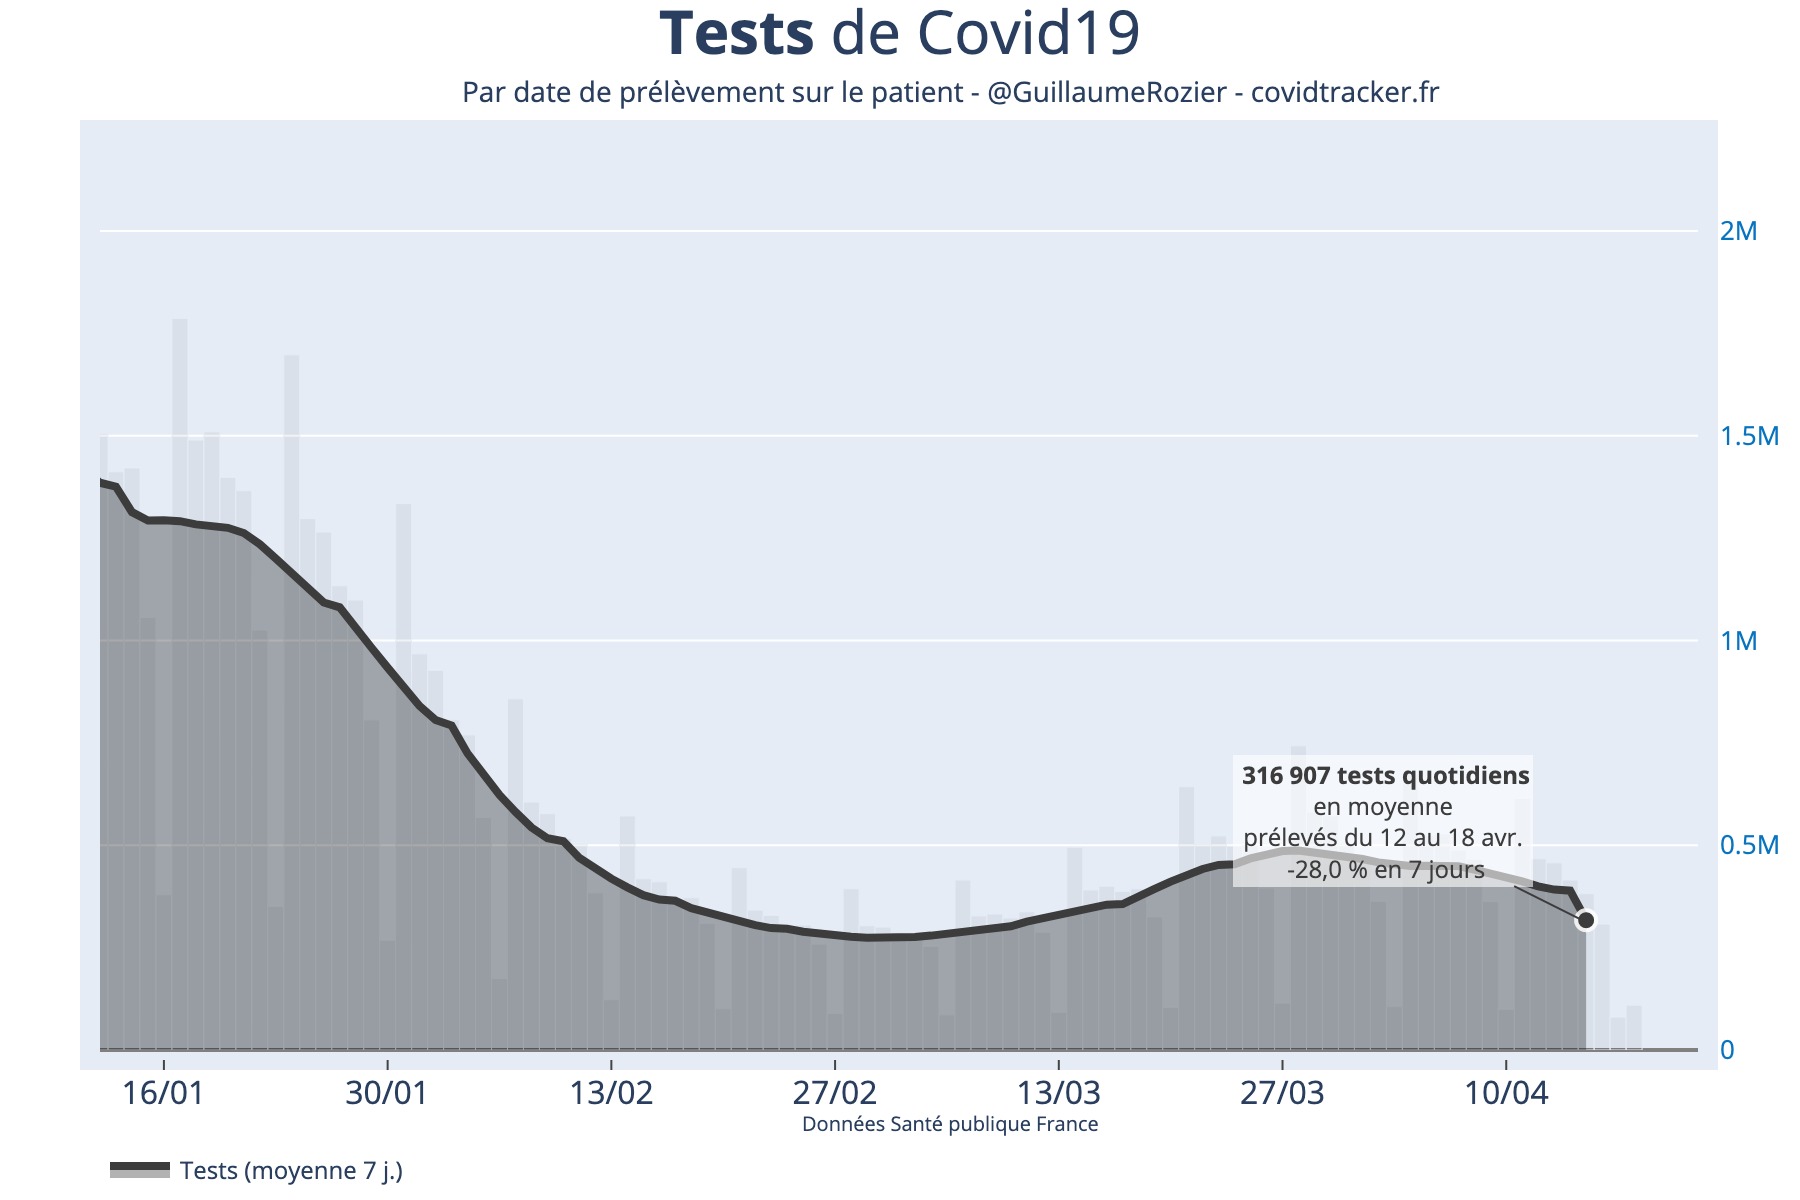 Tests de Covid19
Par date de prélèvement sur le patient - @GuillaumeRozier - covidtracker.fr
2M
1.5M
1M
0.5M
0
316 907 tests quotidiens
en moyenne
prélevés du 12 au 18 avr.
-28,0 % en 7 jours
16/01 30/01 13/02 27/02 13/03 27/03 10/04
Données Santé publique France
Tests (moyenne 7 j.)